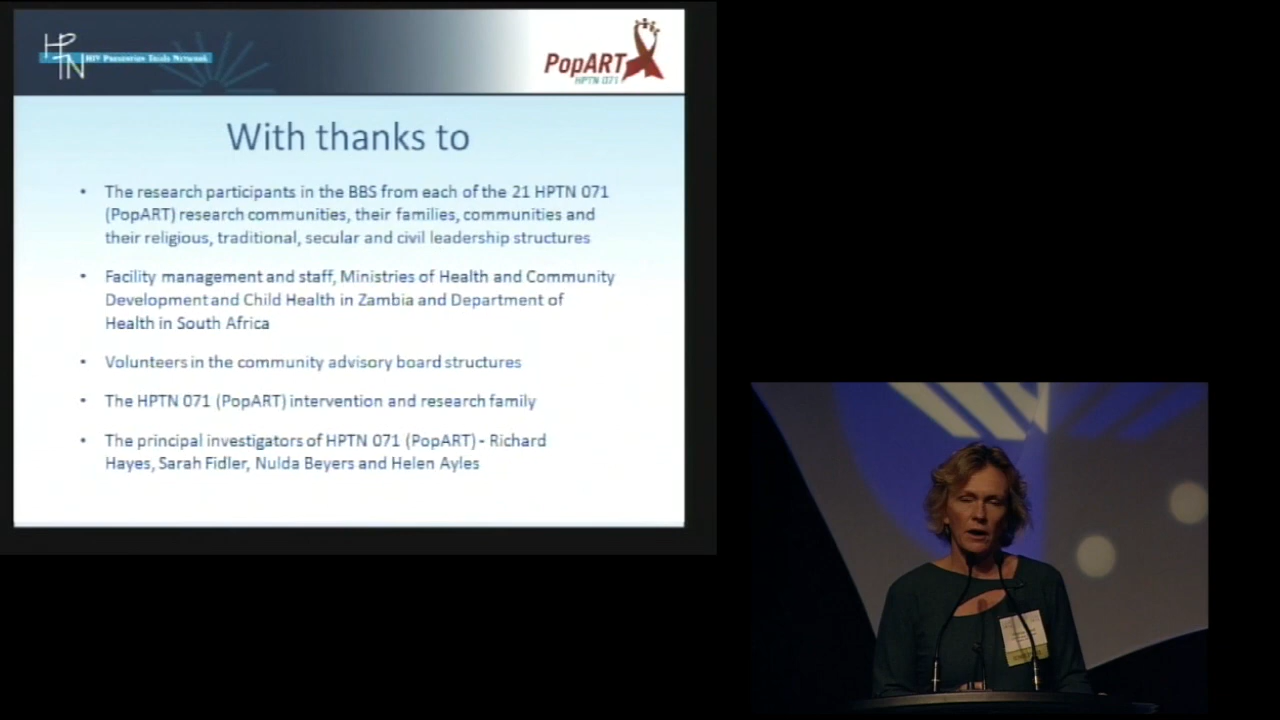 HPTN
HIV Prevention Trials Network
PopART
HPTN 071
With thanks to
• The research participants in the BBS from each of the 21 HPTN 071
(PopART) research communities, their families, communities and
their religious, traditional, secular and civil leadership structures
• Facility management and staff, Ministries of Health and Community
Development and Child Health in Zambia and Department of
Health in South Africa
• Volunteers in the community advisory board structures
• The HPTN 071 (PopART) intervention and research family
• The principal investigators of HPTN 071 (PopART) - Richard
Hayes, Sarah Fidler, Nulda Beyers and Helen Ayles